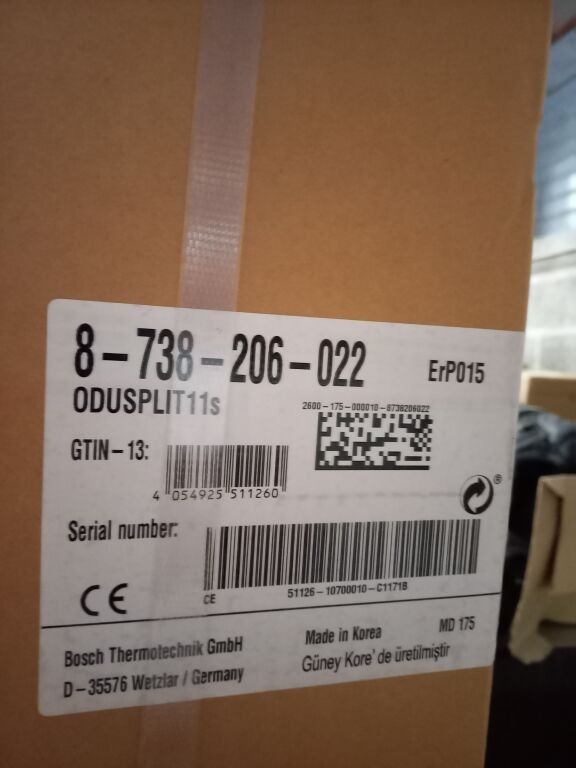 8-738-206-022
ErP015
ODUSPLIT11s
2600-175-000010-8738206022
GTIN-13:
4 054925 511260
Serial number:
CE
51126-10700010-C1171B
CE
Bosch Thermotechnik GmbH
D-35576 Wetzlar / Germany
Made in Korea
MD 175
Güney Kore'de üretilmiştir